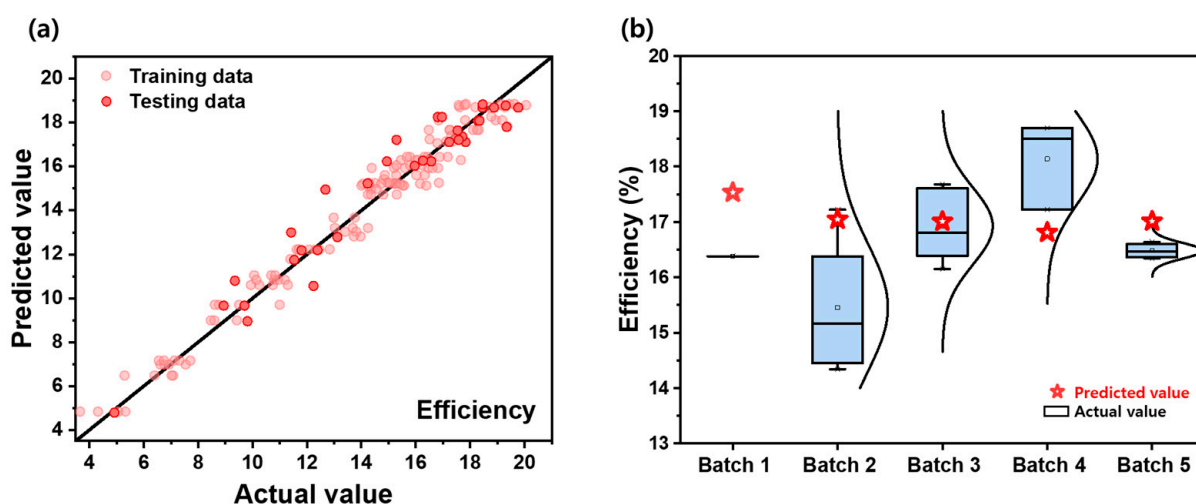 (a)
Training data
Testing data
Predicted value
20
18
16
14
12
10
8
6
4
Efficiency
4 6 8 10 12 14 16 18 20
Actual value
(b)
Efficiency (%)
20
19
18
17
16
15
14
13
Predicted value
Actual value
Batch 1 Batch 2 Batch 3 Batch 4 Batch 5